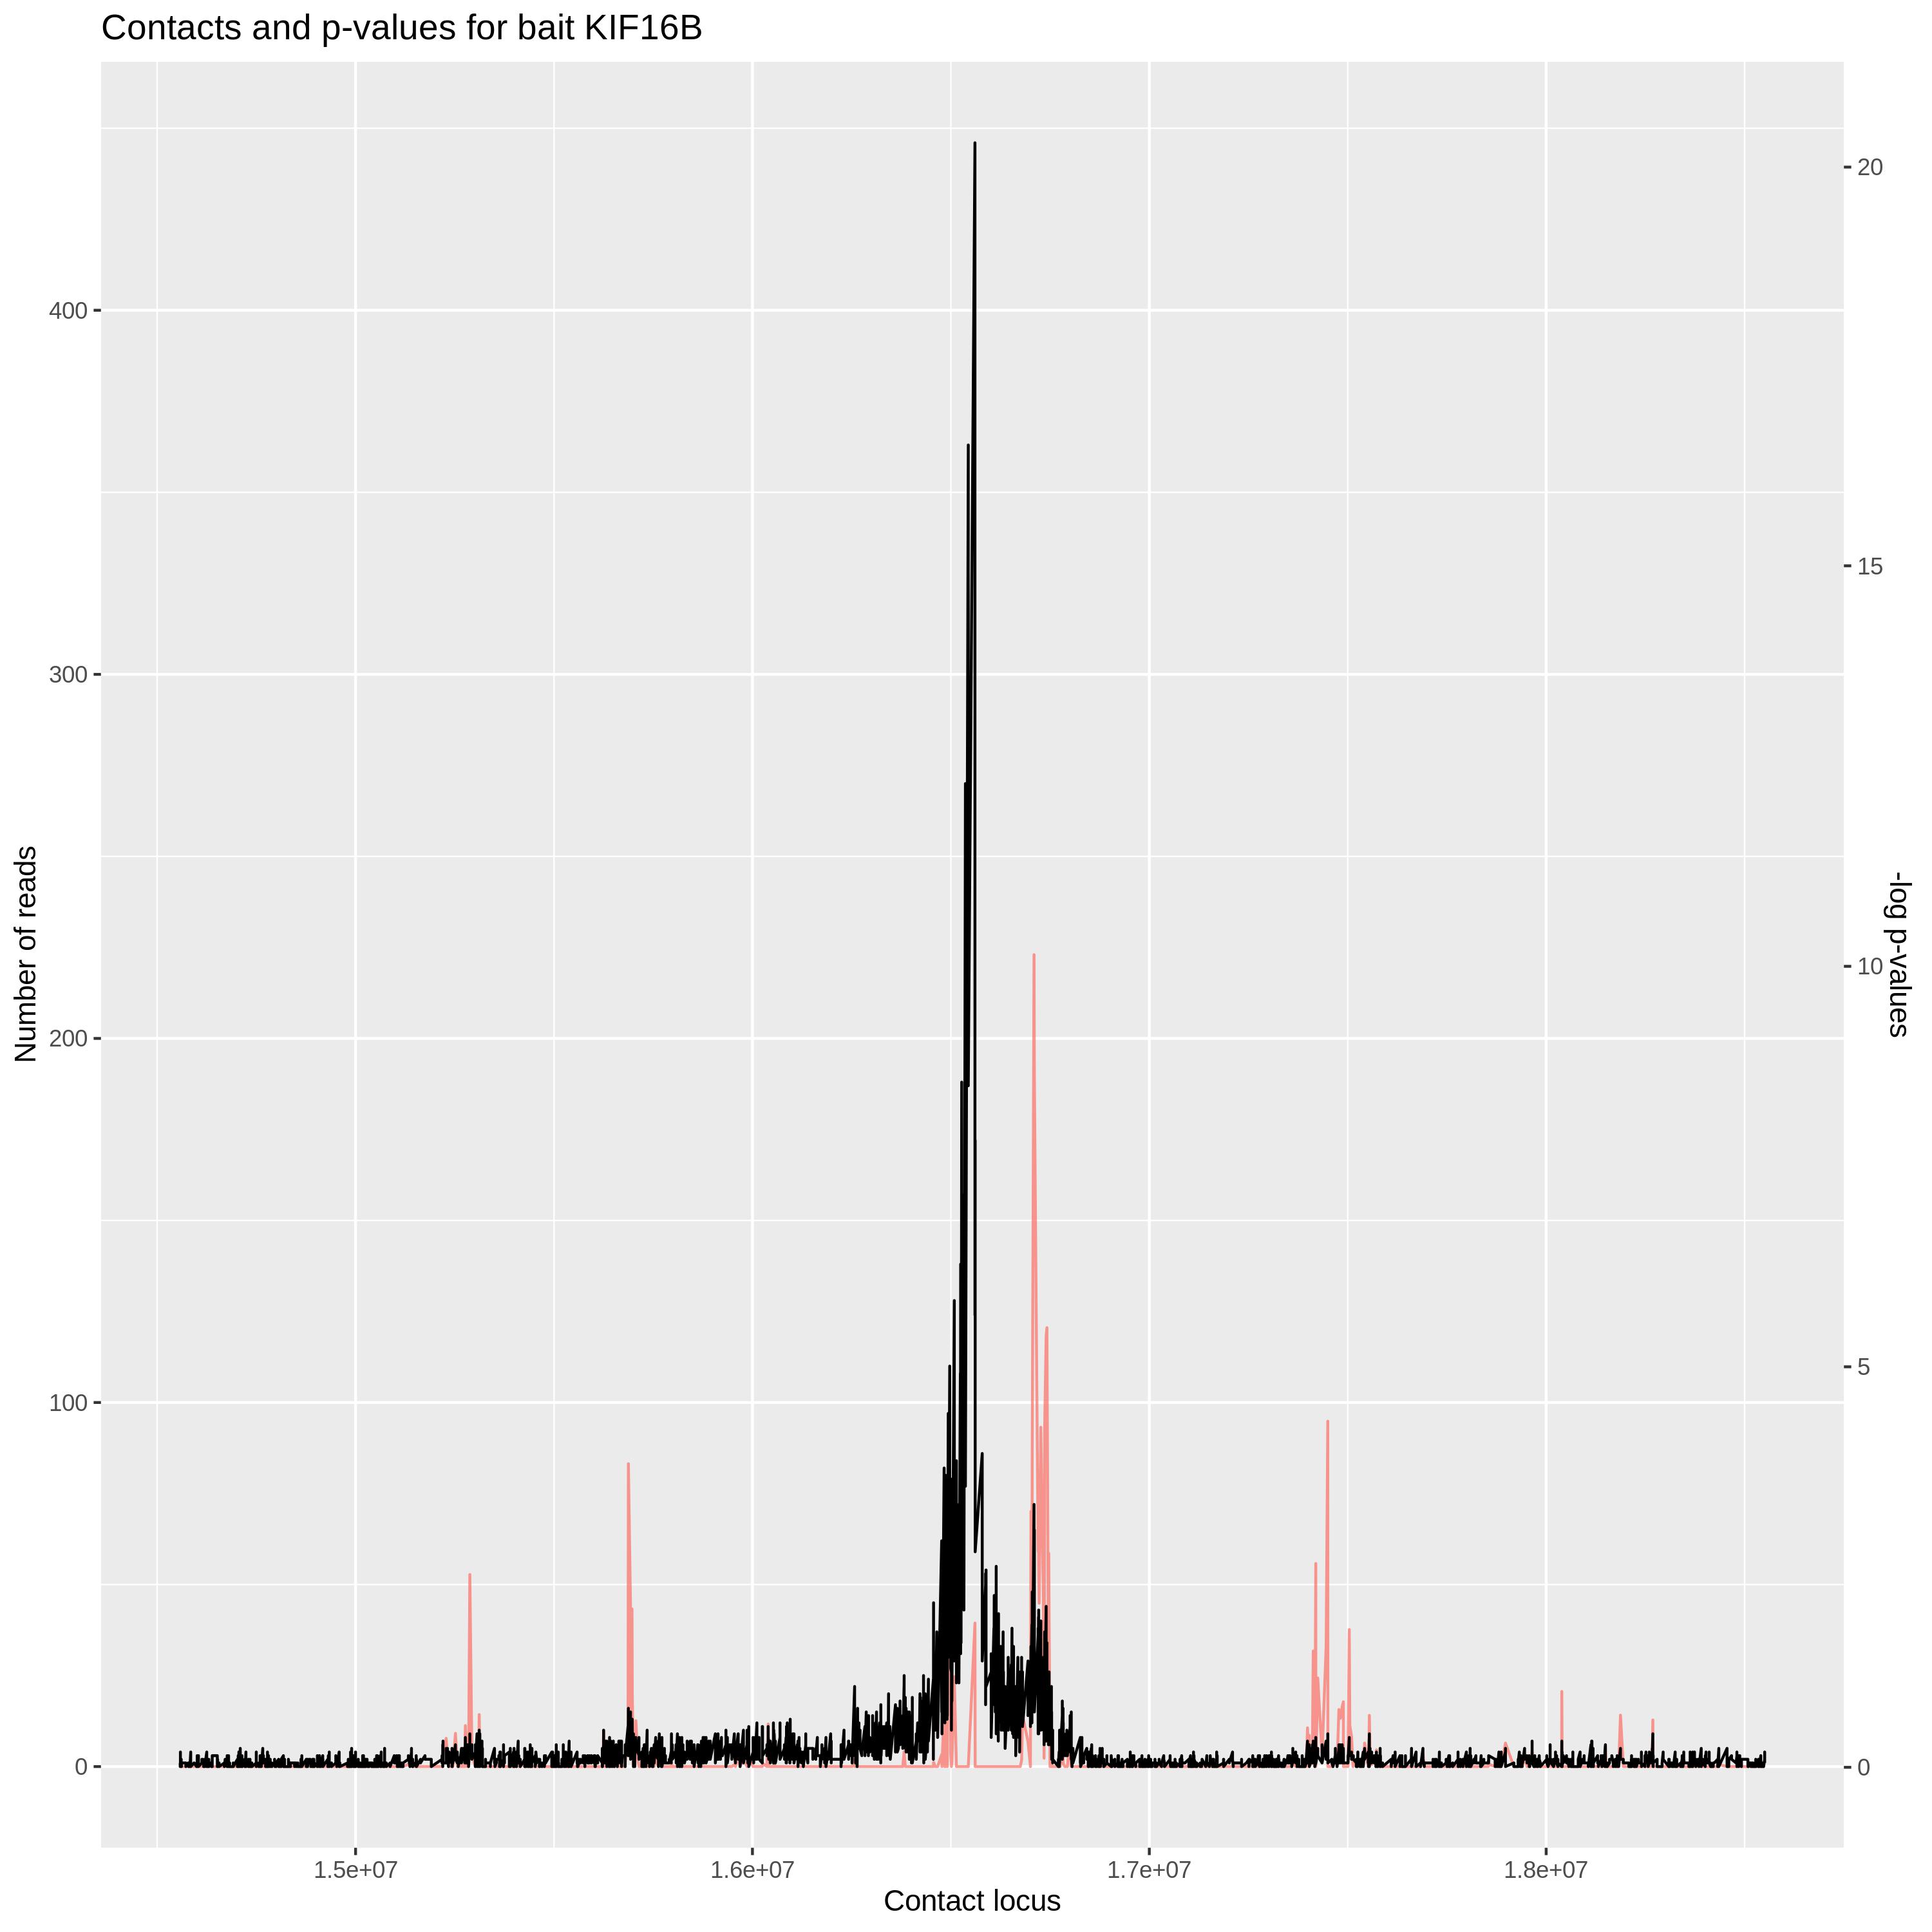 Contacts and p-values for bait KIF16B
Number of reads
400
300
200
100
0
20
15
10
5
0
-log p-values
1.5e+07
1.6e+07
1.7e+07
1.8e+07
Contact locus